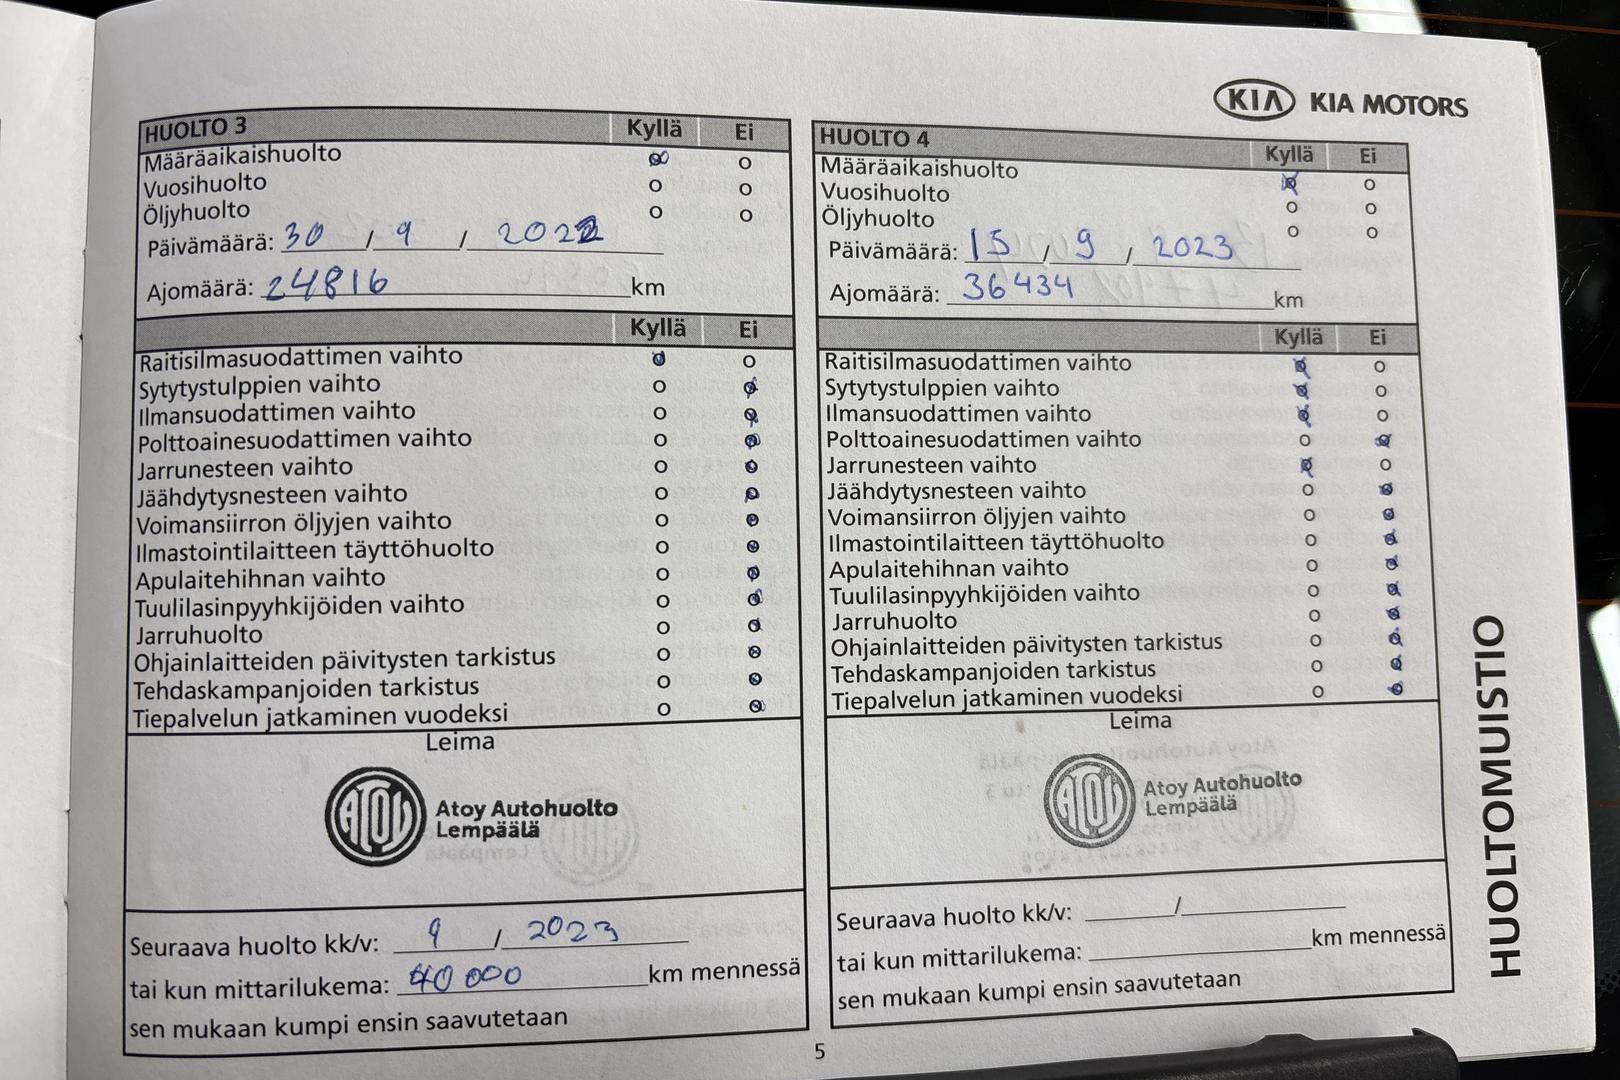 KIA KIA MOTORS
HUOLTO 3 Kyllä Ei
Määräaikaishuolto
Vuosihuolto
Öljyhuolto
Päivämäärä: 30 / 9 / 2022
Ajomäärä: 24816 km
Kyllä Ei
Raitisilmasuodattimen vaihto
Sytytystulppien vaihto
Ilmansuodattimen vaihto
Polttoainesuodattimen vaihto
Jarrunesteen vaihto
Jäähdytysnesteen vaihto
Voimansiirron öljyjen vaihto
Ilmastointilaitteen täyttöhuolto
Apulaitehihnan vaihto
Tuulilasinpyyhkijöiden vaihto
Jarruhuolto
Ohjainlaitteiden päivitysten tarkistus
Tehdaskampanjoiden tarkistus
Tiepalvelun jatkaminen vuodeksi
Leima
ATOY Atoy Autohuolto
Lempäälä
Seuraava huolto kk/v: 9 / 2023
tai kun mittarilukema: 40 000 km mennessä
sen mukaan kumpi ensin saavutetaan
HUOLTO 4 Kyllä Ei
Määräaikaishuolto
Vuosihuolto
Öljyhuolto
Päivämäärä: 15 / 9 / 2023
Ajomäärä: 36434 km
Kyllä Ei
Raitisilmasuodattimen vaihto
Sytytystulppien vaihto
Ilmansuodattimen vaihto
Polttoainesuodattimen vaihto
Jarrunesteen vaihto
Jäähdytysnesteen vaihto
Voimansiirron öljyjen vaihto
Ilmastointilaitteen täyttöhuolto
Apulaitehihnan vaihto
Tuulilasinpyyhkijöiden vaihto
Jarruhuolto
Ohjainlaitteiden päivitysten tarkistus
Tehdaskampanjoiden tarkistus
Tiepalvelun jatkaminen vuodeksi
Leima
ATOY Atoy Autohuolto
Lempäälä
Seuraava huolto kk/v: /
tai kun mittarilukema: km mennessä
sen mukaan kumpi ensin saavutetaan
HUOLTOMUISTIO
5